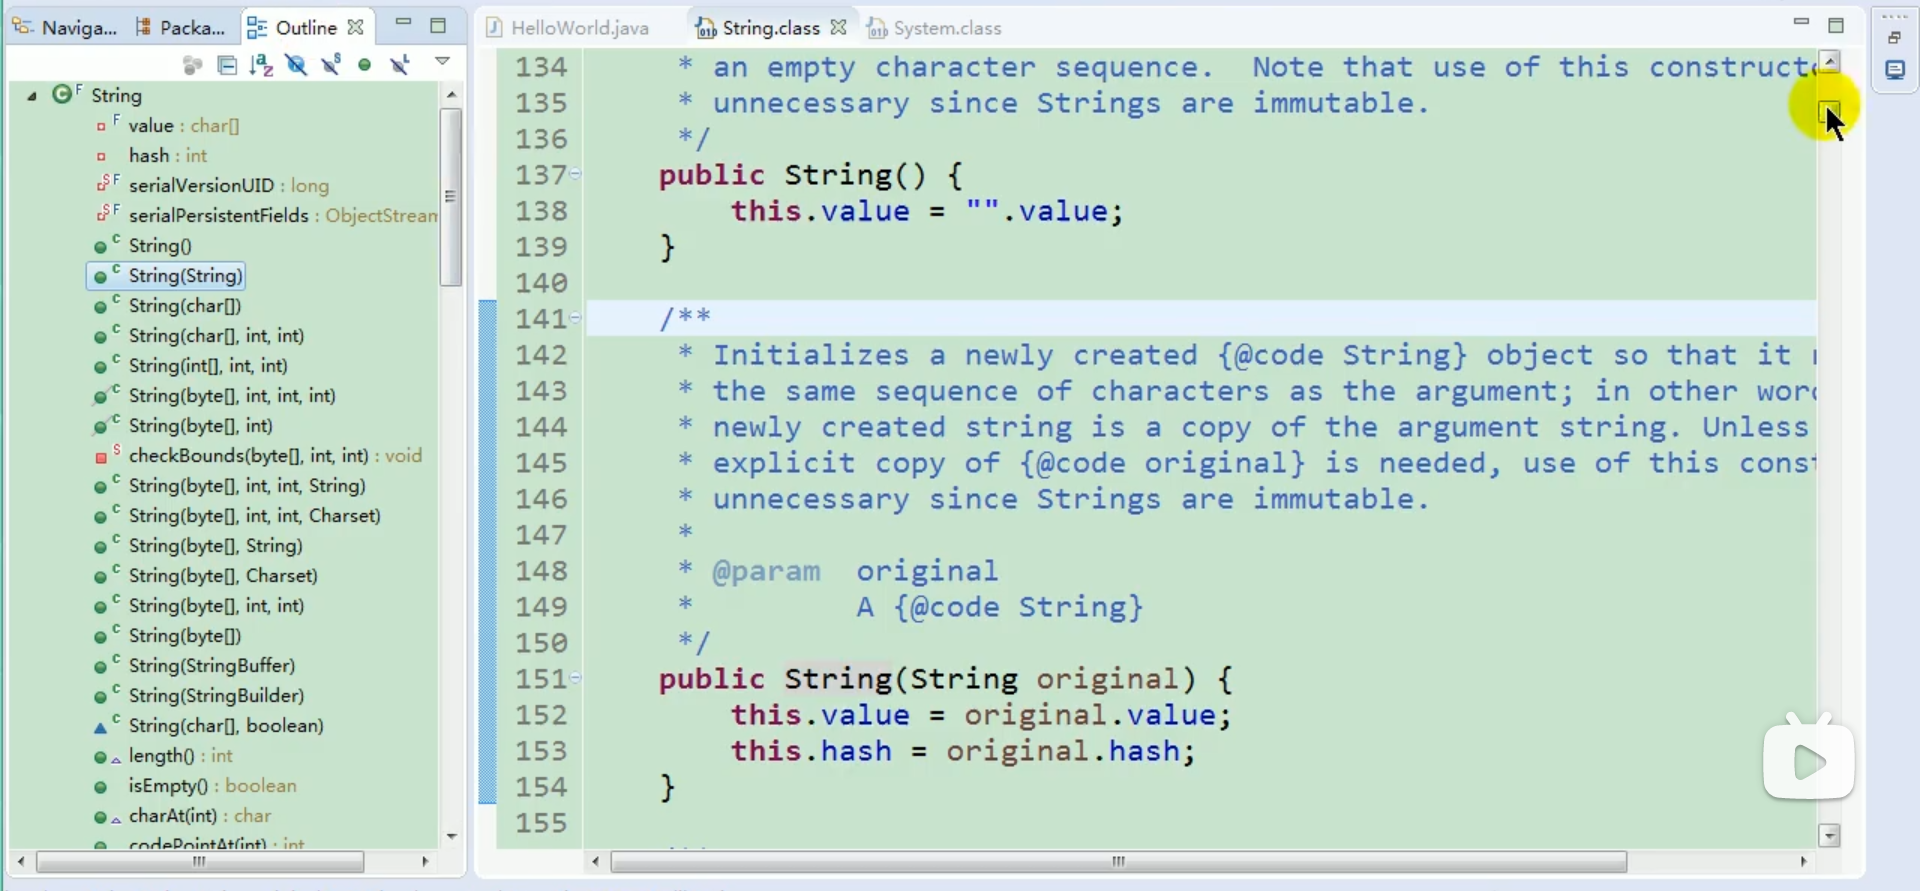 Naviga... Packa... Outline
String
value : char[]
hash : int
serialVersionUID : long
serialPersistentFields : ObjectStream
String()
String(String)
String(char[])
String(char[], int, int)
String(int[], int, int)
String(byte[], int, int, int)
String(byte[], int)
checkBounds(byte[], int, int) : void
String(byte[], int, int, String)
String(byte[], int, int, Charset)
String(byte[], String)
String(byte[], Charset)
String(byte[], int, int)
String(byte[])
String(StringBuffer)
String(StringBuilder)
String(char[], boolean)
length() : int
isEmpty() : boolean
charAt(int) : char
codePointAt(int) : int
HelloWorld.java String.class System.class
134 * an empty character sequence.  Note that use of this constructo
135 * unnecessary since Strings are immutable.
136 */
137 public String() {
138 this.value = "".value;
139 }
140
141 /**
142 * Initializes a newly created {@code String} object so that it
143 * the same sequence of characters as the argument; in other word
144 * newly created string is a copy of the argument string. Unless
145 * explicit copy of {@code original} is needed, use of this const
146 * unnecessary since Strings are immutable.
147 *
148 * @param  original
149 * A {@code String}
150 */
151 public String(String original) {
152 this.value = original.value;
153 this.hash = original.hash;
154 }
155